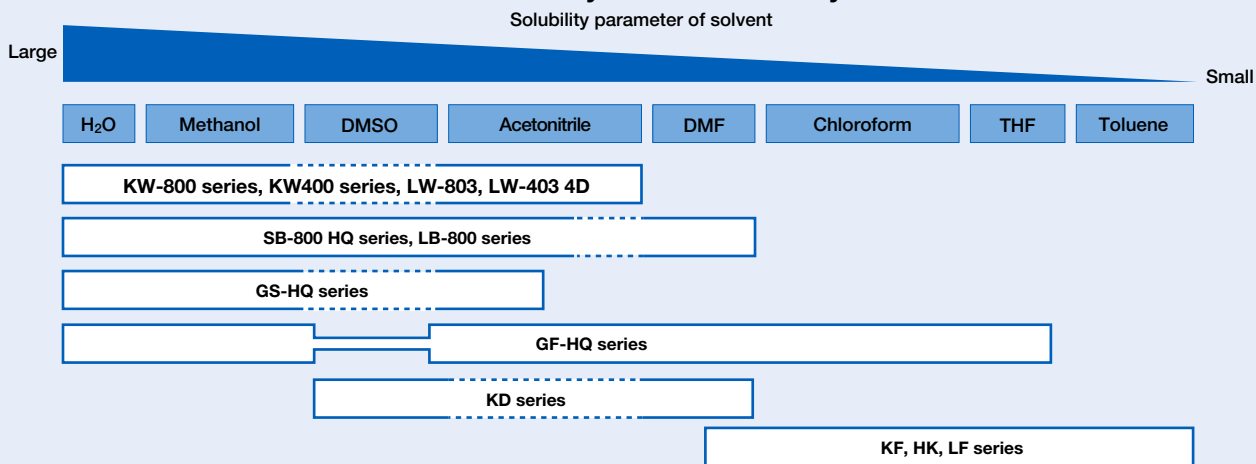 Solubility parameter of solvent
Large
Small
H₂O Methanol DMSO Acetonitrile DMF Chloroform THF Toluene
KW-800 series, KW400 series, LW-803, LW-403 4D
SB-800 HQ series, LB-800 series
GS-HQ series
GF-HQ series
KD series
KF, HK, LF series